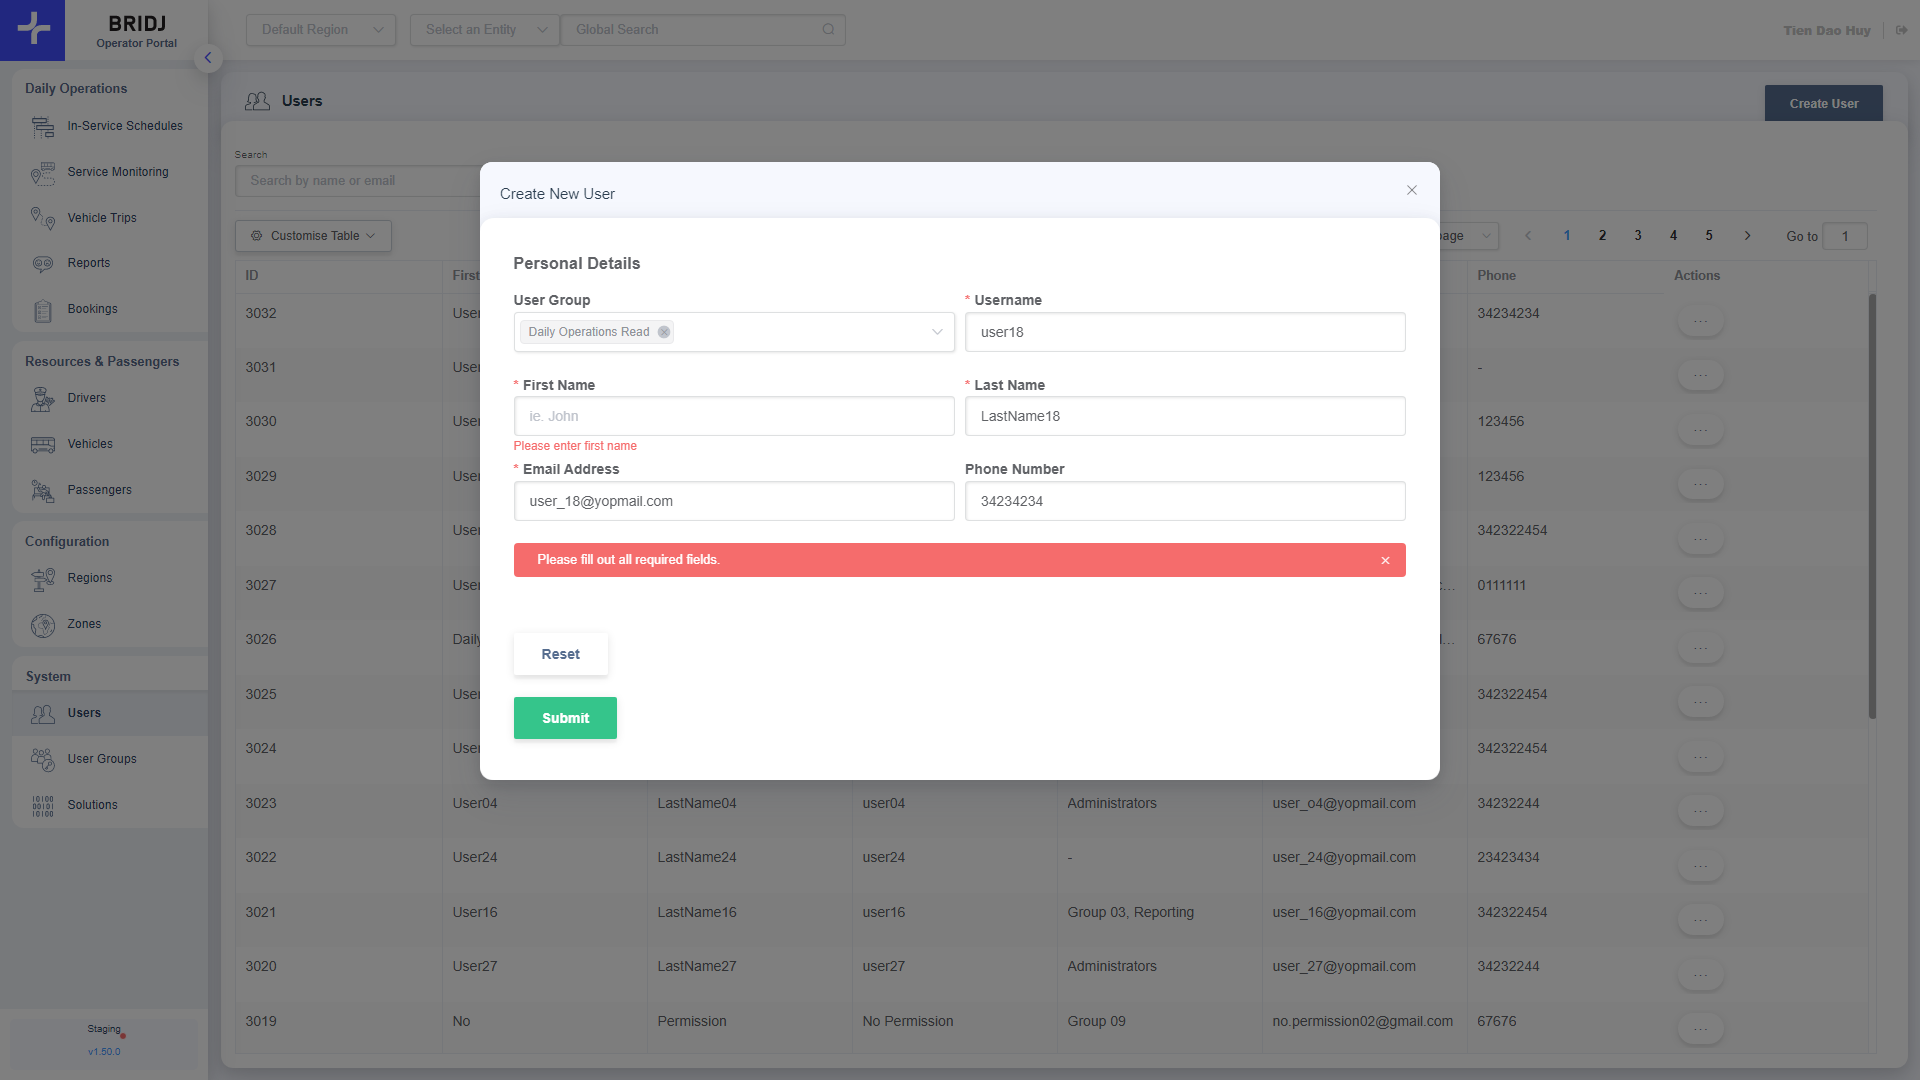 BRIDJ
Operator Portal
Default Region
Select an Entity
Global Search
Tien Dao Huy
Daily Operations
In-Service Schedules
Service Monitoring
Vehicle Trips
Reports
Bookings
Resources & Passengers
Drivers
Vehicles
Passengers
Configuration
Regions
Zones
System
Users
User Groups
Solutions
Staging
v1.50.0
Users
Create User
Search
Search by name or email
Customise Table
page
1 2 3 4 5
Go to 1
ID First Phone Actions
3032 User 34234234 ...
3031 User - ...
3030 User 123456 ...
3029 User 123456 ...
3028 User 342322454 ...
3027 User c... 0111111 ...
3026 Daily l... 67676 ...
3025 User 342322454 ...
3024 User 342322454 ...
3023 User04 LastName04 user04 Administrators user_o4@yopmail.com 34232244 ...
3022 User24 LastName24 user24 - user_24@yopmail.com 23423434 ...
3021 User16 LastName16 user16 Group 03, Reporting user_16@yopmail.com 342322454 ...
3020 User27 LastName27 user27 Administrators user_27@yopmail.com 34232244 ...
3019 No Permission No Permission Group 09 no.permission02@gmail.com 67676 ...
Create New User
Personal Details
User Group
Daily Operations Read
* Username
user18
* First Name
ie. John
Please enter first name
* Last Name
LastName18
* Email Address
user_18@yopmail.com
Phone Number
34234234
Please fill out all required fields.
Reset
Submit